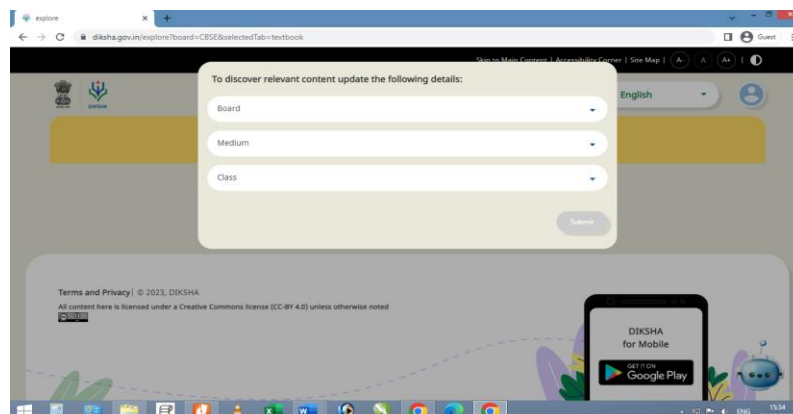 explore
diksha.gov.in/explore?board=CBSE&selectedTab=textbook
Guest
Skip to Main Content | Accessibility Corner | Site Map | A- A A+
DIKSHA
English
To discover relevant content update the following details:
Board
Medium
Class
Submit
Terms and Privacy| © 2023, DIKSHA
All content here is licensed under a Creative Commons license (CC-BY 4.0) unless otherwise noted
DIKSHA
for Mobile
GET IT ON
Google Play
ENG 15:34